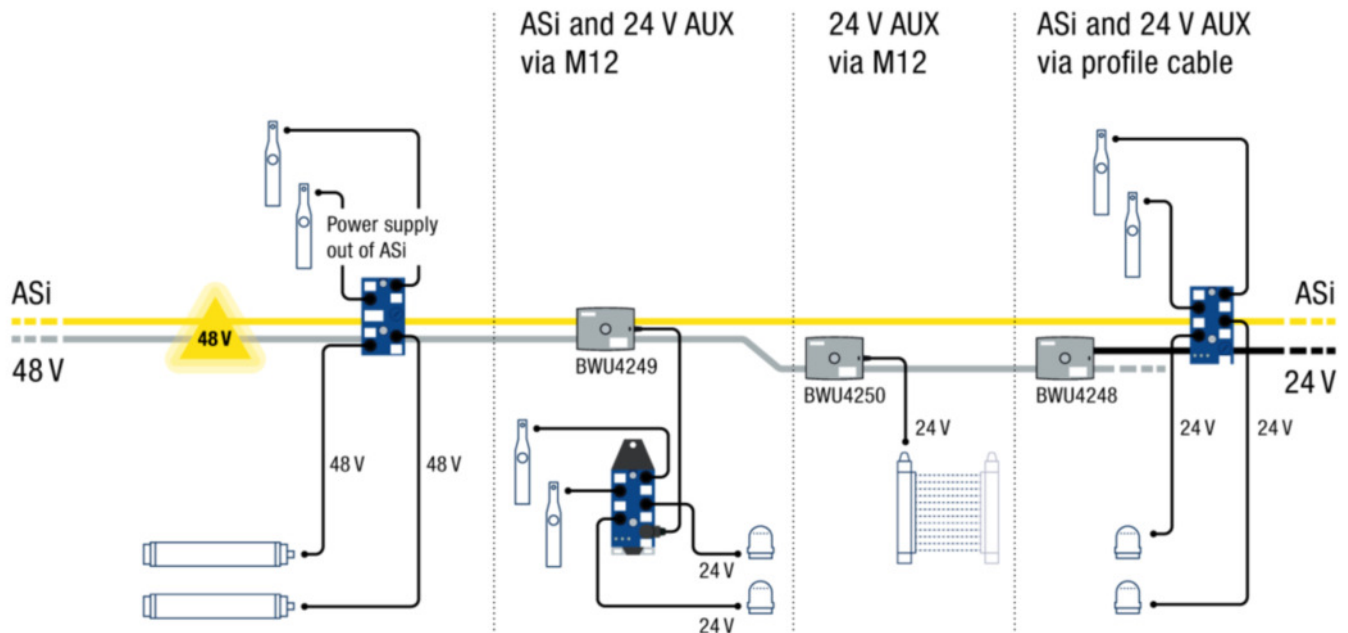 ASi and 24 V AUX
via M12
24 V AUX
via M12
ASi and 24 V AUX
via profile cable
Power supply
out of ASi
ASi
48 V
48 V
ASi
24 V
BWU4249
BWU4250
BWU4248
48 V
48 V
24 V
24 V
24 V
24 V
24 V